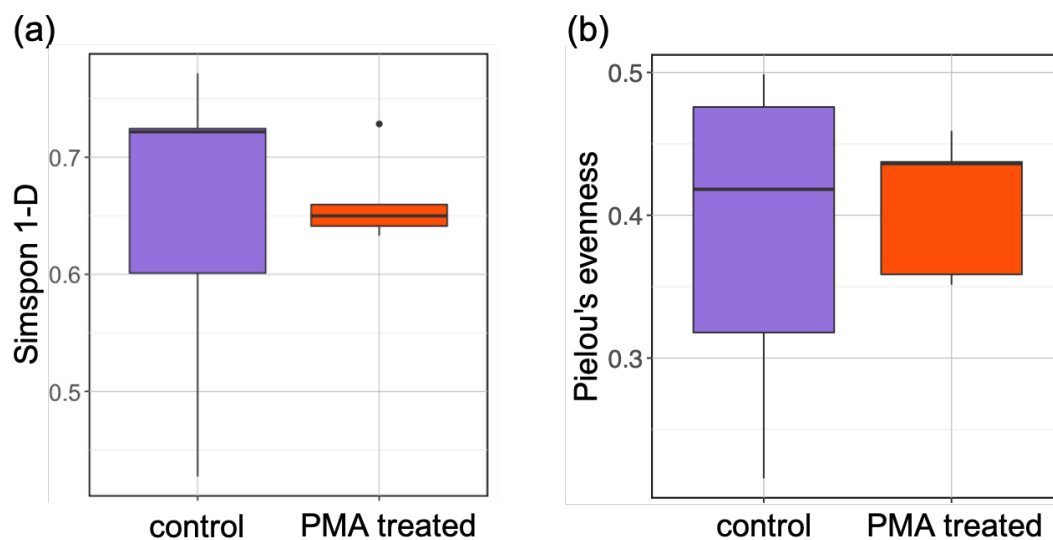 (a)
Simspon 1-D
0.7
0.6
0.5
control
PMA treated
(b)
Pielou's evenness
0.5
0.4
0.3
control
PMA treated